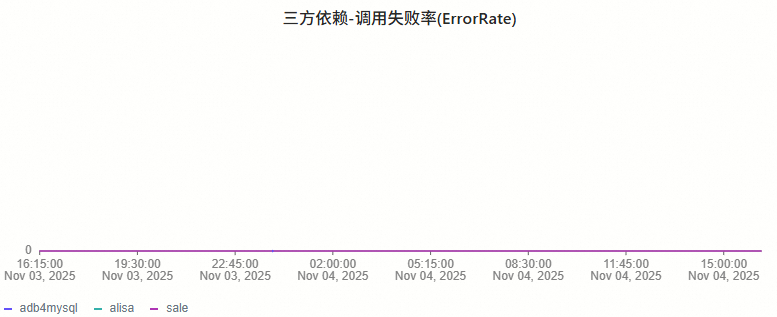 三方依赖-调用失败率(ErrorRate)
0
16:15:00 19:30:00 22:45:00 02:00:00 05:15:00 08:30:00 11:45:00 15:00:00
Nov 03, 2025 Nov 03, 2025 Nov 03, 2025 Nov 04, 2025 Nov 04, 2025 Nov 04, 2025 Nov 04, 2025 Nov 04, 2025
adb4mysql alisa sale